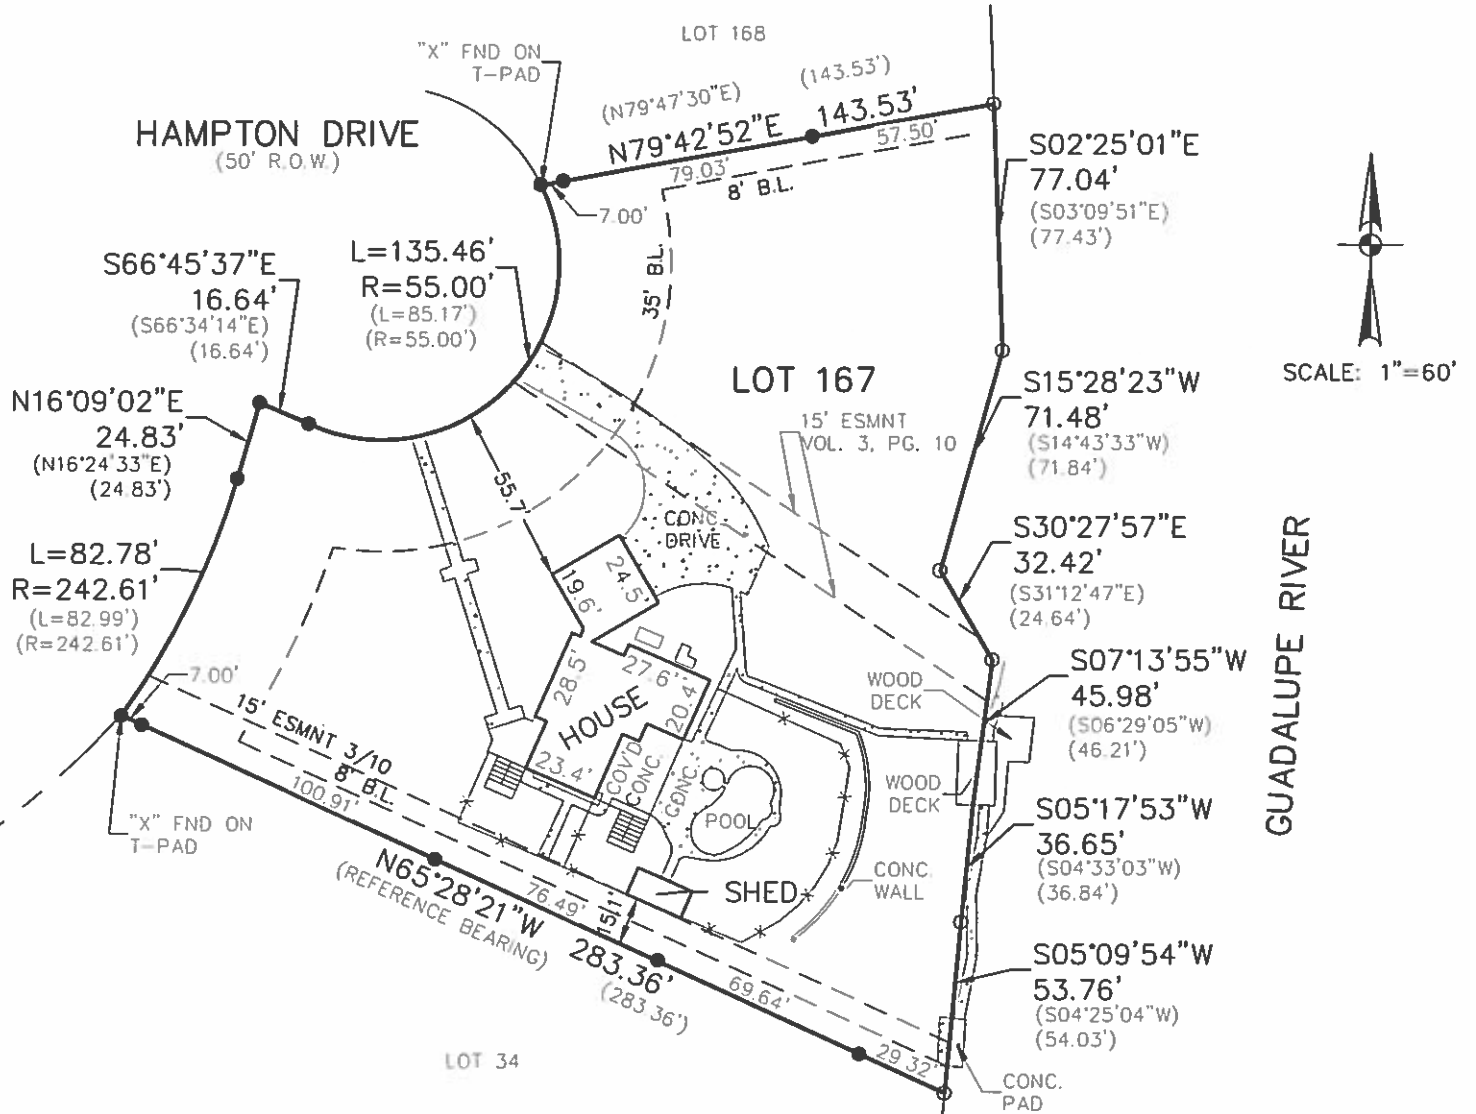 LOT 168
"X" FND ON
T-PAD
(143.53')
(N79°47'30"E)
143.53'
N79°42'52"E
57.50'
79.03'
8' B.L.
7.00'
HAMPTON DRIVE
(50' R.O.W.)
S02°25'01"E
77.04'
(S03°09'51"E)
(77.43')
S66°45'37"E
16.64'
(S66°34'14"E)
(16.64')
L=135.46'
R=55.00'
(L=85.17')
(R=55.00')
35' B.L.
SCALE: 1"=60'
N16°09'02"E
24.83'
(N16°24'33"E)
(24.83')
LOT 167
15' ESMNT
VOL. 3, PG. 10
S15°28'23"W
71.48'
(S14°43'33"W)
(71.84')
55.7'
CONC.
DRIVE
19.6'
24.5'
S30°27'57"E
32.42'
(S31°12'47"E)
(24.64')
GUADALUPE RIVER
L=82.78'
R=242.61'
(L=82.99')
(R=242.61')
7.00'
28.5'
27.6'
20.4'
HOUSE
23.4'
COV'D
CONC.
CONC.
POOL
WOOD
DECK
S07°13'55"W
45.98'
(S06°29'05"W)
(46.21')
WOOD
DECK
15' ESMNT 3/10
8' B.L.
100.91'
"X" FND ON
T-PAD
S05°17'53"W
36.65'
(S04°33'03"W)
(36.84')
CONC.
WALL
SHED
15.1'
N65°28'21"W
(REFERENCE BEARING)
76.49'
283.36'
(283.36')
69.64'
29.32'
S05°09'54"W
53.76'
(S04°25'04"W)
(54.03')
CONC.
PAD
LOT 34